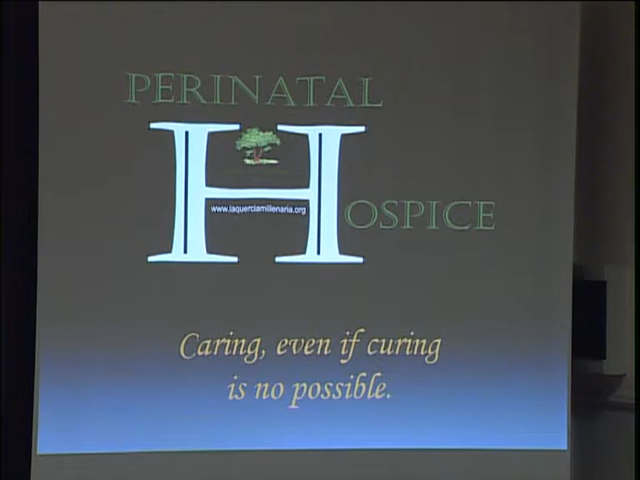 PERINATAL
HOSPICE
www.laquerciamillenaria.org
Caring, even if curing
is no possible.